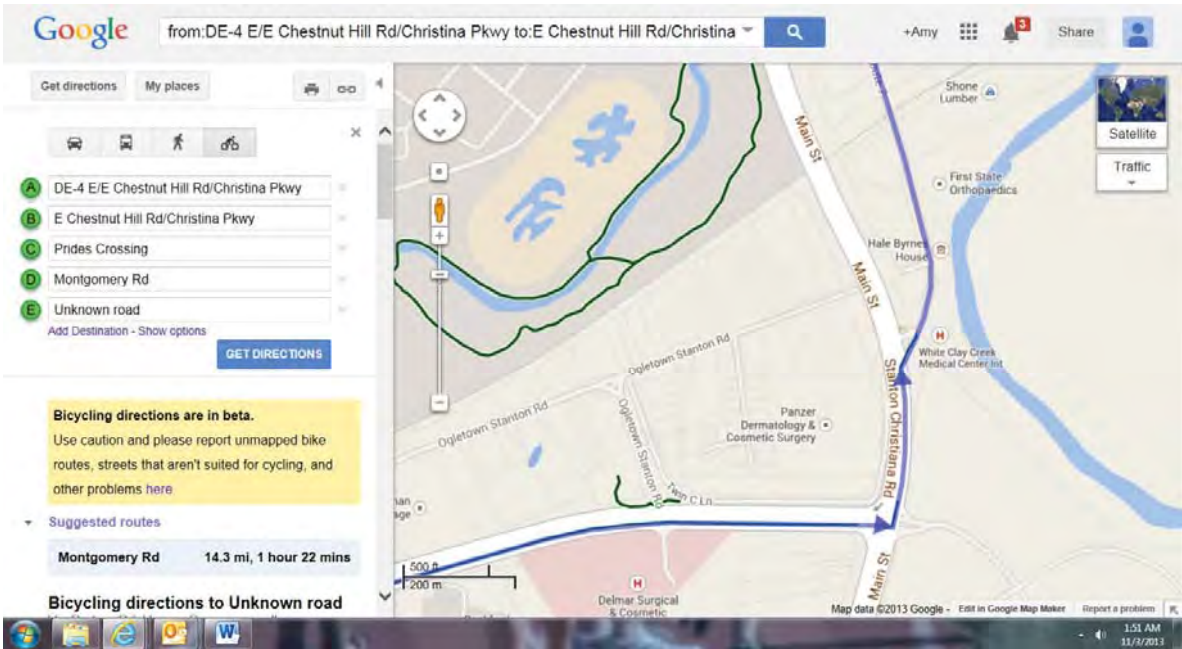 Google
from:DE-4 E/E Chestnut Hill Rd/Christina Pkwy to:E Chestnut Hill Rd/Christina
+Amy
3
Share
Get directions
My places
A DE-4 E/E Chestnut Hill Rd/Christina Pkwy
B E Chestnut Hill Rd/Christina Pkwy
C Prides Crossing
D Montgomery Rd
E Unknown road
Add Destination - Show options
GET DIRECTIONS
Bicycling directions are in beta.
Use caution and please report unmapped bike
routes, streets that aren't suited for cycling, and
other problems here
Suggested routes
Montgomery Rd 14.3 mi, 1 hour 22 mins
Bicycling directions to Unknown road
Satellite
Traffic
Shone
Lumber
Main St
First State
Orthopaedics
Hale Byrnes
House
Main St
H
White Clay Creek
Medical Center Int
Stanton Christiana Rd
Ogletown Stanton Rd
Ogletown Stanton Rd
Ogletown Stanton Rd
Panzer
Dermatology &
Cosmetic Surgery
Twin C Ln
Main St
500 ft
200 m
H
Delmar Surgical
& Cosmetic
Map data ©2013 Google - Edit in Google Map Maker Report a problem
W
1:51 AM
11/3/2013